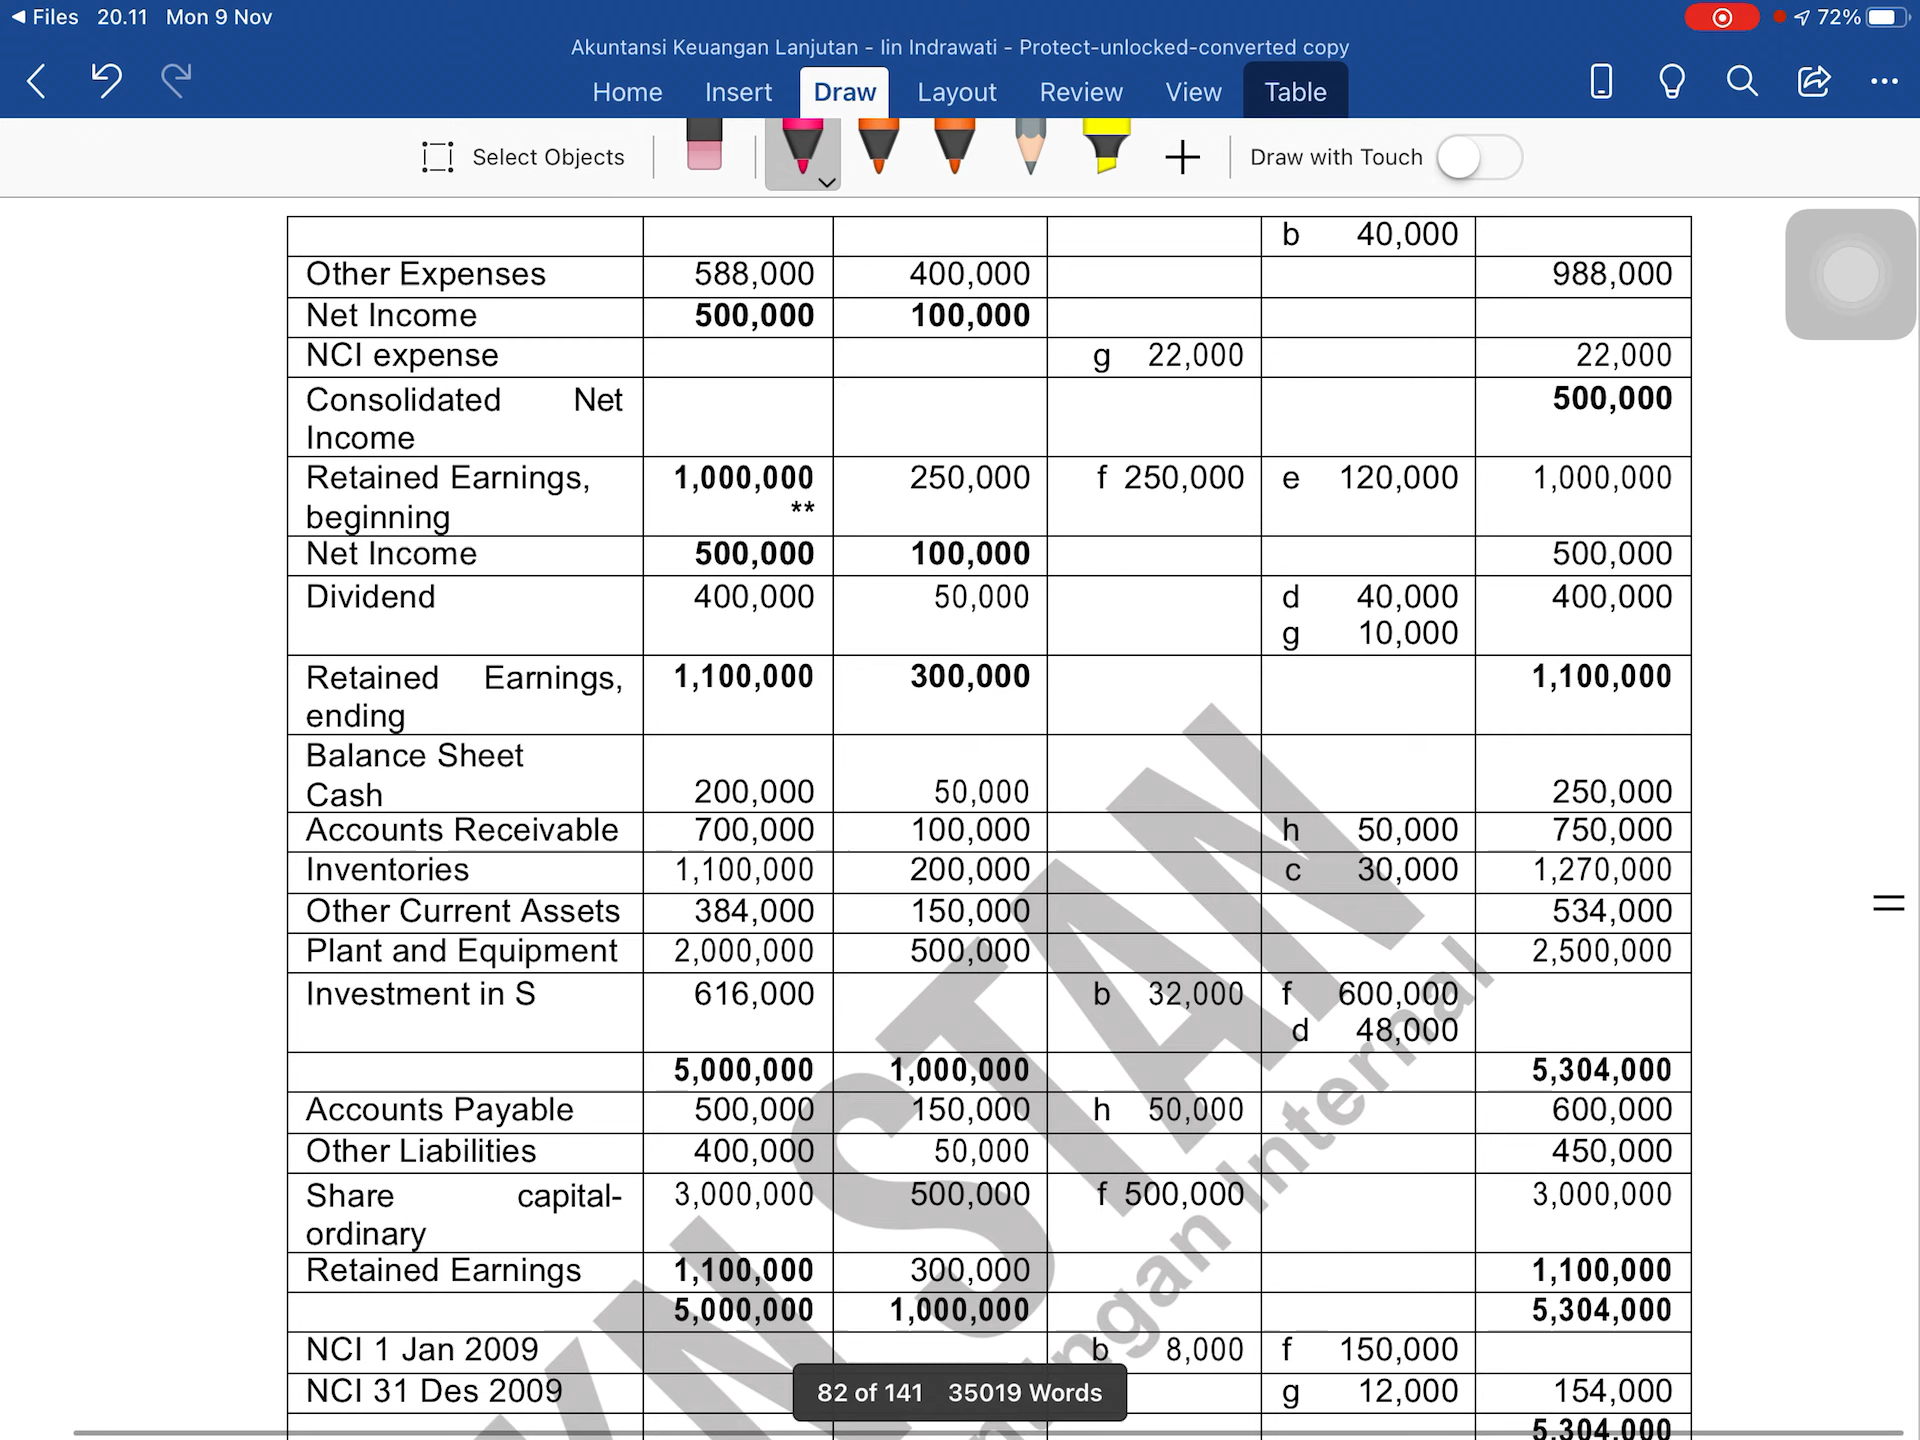 Files 20.11 Mon 9 Nov 72%
Akuntansi Keuangan Lanjutan - Iin Indrawati - Protect-unlocked-converted copy
Home Insert Draw Layout Review View Table
Select Objects Draw with Touch
b 40,000
Other Expenses 588,000 400,000 988,000
Net Income 500,000 100,000
NCI expense g 22,000 22,000
Consolidated Net 500,000
Income
Retained Earnings, 1,000,000 250,000 f 250,000 e 120,000 1,000,000
beginning **
Net Income 500,000 100,000 500,000
Dividend 400,000 50,000 d 40,000 400,000
g 10,000
Retained Earnings, 1,100,000 300,000 1,100,000
ending
Balance Sheet
Cash 200,000 50,000 250,000
Accounts Receivable 700,000 100,000 h 50,000 750,000
Inventories 1,100,000 200,000 c 30,000 1,270,000
Other Current Assets 384,000 150,000 534,000
Plant and Equipment 2,000,000 500,000 2,500,000
Investment in S 616,000 b 32,000 f 600,000
d 48,000
5,000,000 1,000,000 5,304,000
Accounts Payable 500,000 150,000 h 50,000 600,000
Other Liabilities 400,000 50,000 450,000
Share capital- 3,000,000 500,000 f 500,000 3,000,000
ordinary
Retained Earnings 1,100,000 300,000 1,100,000
5,000,000 1,000,000 5,304,000
NCI 1 Jan 2009 b 8,000 f 150,000
NCI 31 Des 2009 g 12,000 154,000
5,304,000
82 of 141 35019 Words
KN STAN
ingan Internal